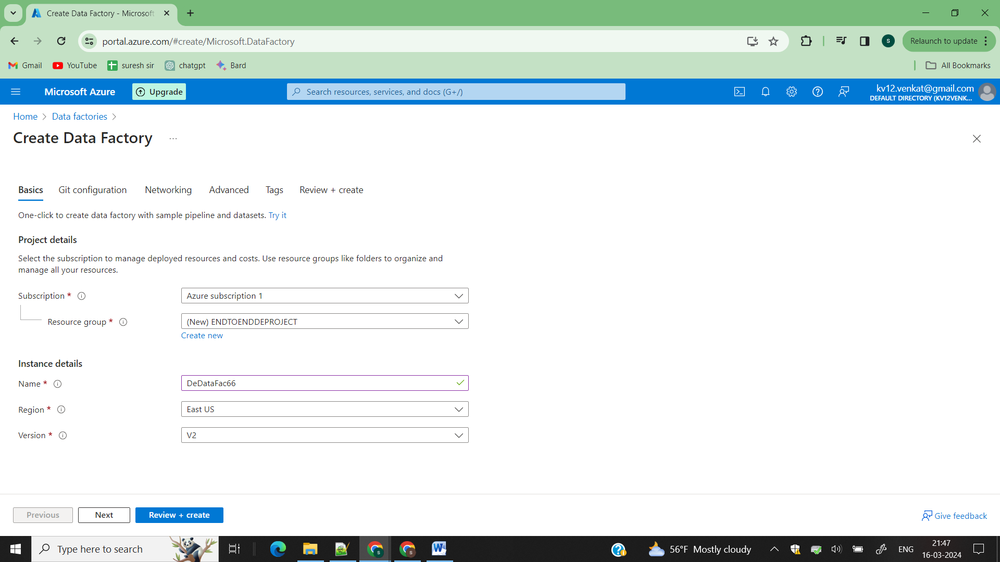 Create Data Factory - Microsoft
portal.azure.com/#create/Microsoft.DataFactory
S
Relaunch to update
Gmail
YouTube
suresh sir
chatgpt
Bard
All Bookmarks
Microsoft Azure
Upgrade
Search resources, services, and docs (G+/)
kv12.venkat@gmail.com
DEFAULT DIRECTORY (KV12VENK...
Home > Data factories >
Create Data Factory ...
Basics
Git configuration
Networking
Advanced
Tags
Review + create
One-click to create data factory with sample pipeline and datasets. Try it
Project details
Select the subscription to manage deployed resources and costs. Use resource groups like folders to organize and
manage all your resources.
Subscription * Azure subscription 1
Resource group * (New) ENDTOENDDEPROJECT
Create new
Instance details
Name * DeDataFac66
Region * East US
Version * V2
Previous
Next
Review + create
Give feedback
Type here to search
56°F Mostly cloudy
ENG
21:47
16-03-2024